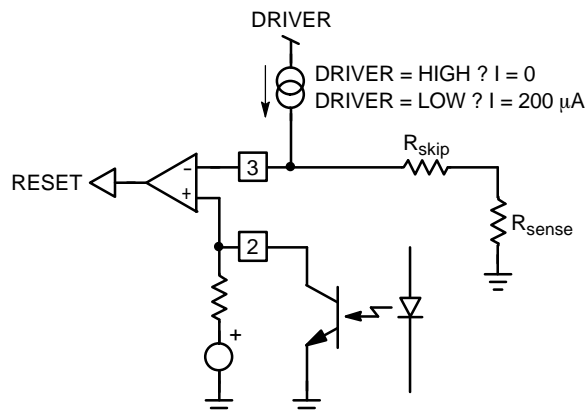 DRIVER
DRIVER = HIGH ? I = 0
DRIVER = LOW ? I = 200 µA
Rskip
3
-
RESET
+
Rsense
2
+